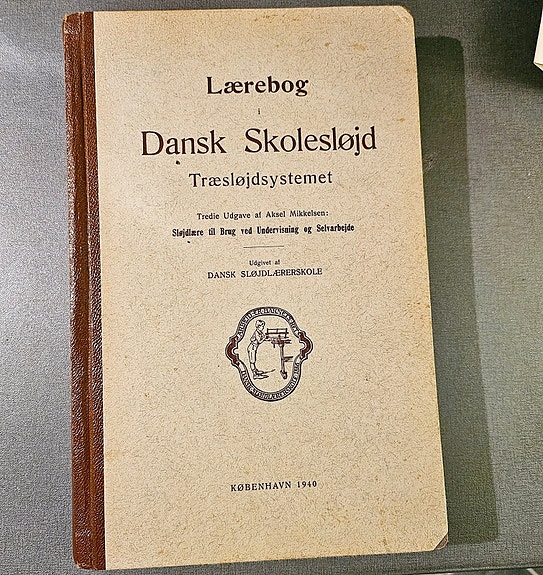 Lærebog
i
Dansk Skolesløjd
Træsløjdsystemet
Tredie Udgave af Aksel Mikkelsen:
Sløjdlære til Brug ved Undervisning og Selvarbejde
Udgivet af
DANSK SLØJDLÆRERSKOLE
KØBENHAVN 1940